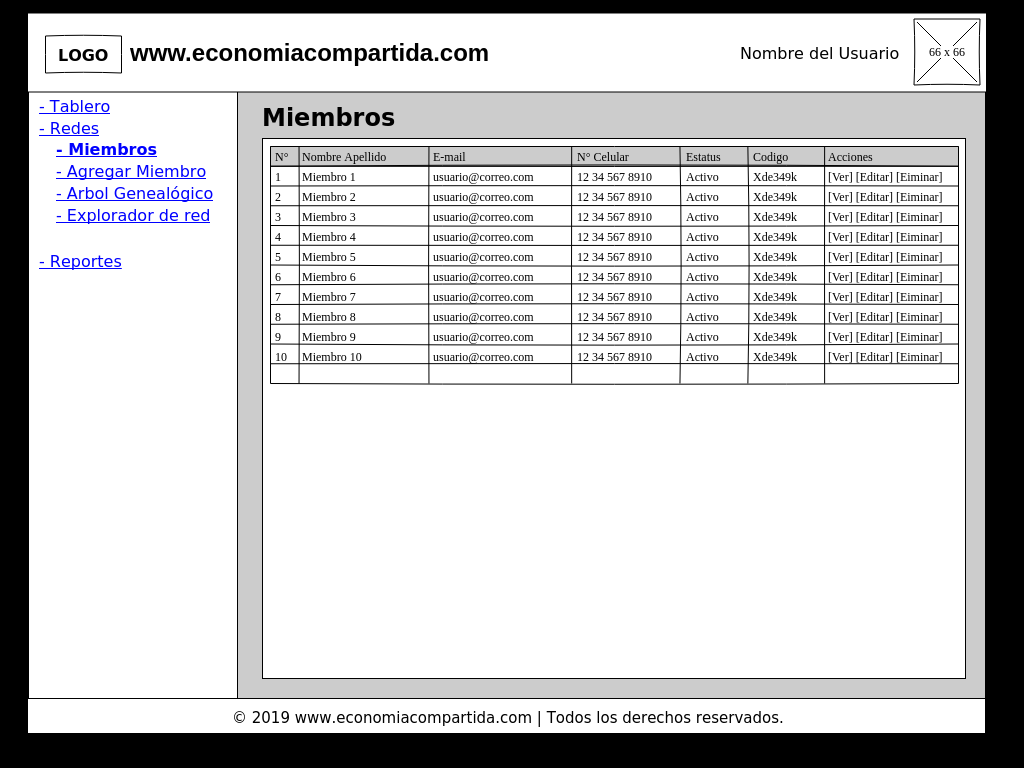 LOGO www.economiacompartida.com Nombre del Usuario 66 x 66
- Tablero
- Redes
- Miembros
- Agregar Miembro
- Arbol Genealógico
- Explorador de red
- Reportes
Miembros
N° Nombre Apellido E-mail N° Celular Estatus Codigo Acciones
1 Miembro 1 usuario@correo.com 12 34 567 8910 Activo Xde349k [Ver] [Editar] [Eiminar]
2 Miembro 2 usuario@correo.com 12 34 567 8910 Activo Xde349k [Ver] [Editar] [Eiminar]
3 Miembro 3 usuario@correo.com 12 34 567 8910 Activo Xde349k [Ver] [Editar] [Eiminar]
4 Miembro 4 usuario@correo.com 12 34 567 8910 Activo Xde349k [Ver] [Editar] [Eiminar]
5 Miembro 5 usuario@correo.com 12 34 567 8910 Activo Xde349k [Ver] [Editar] [Eiminar]
6 Miembro 6 usuario@correo.com 12 34 567 8910 Activo Xde349k [Ver] [Editar] [Eiminar]
7 Miembro 7 usuario@correo.com 12 34 567 8910 Activo Xde349k [Ver] [Editar] [Eiminar]
8 Miembro 8 usuario@correo.com 12 34 567 8910 Activo Xde349k [Ver] [Editar] [Eiminar]
9 Miembro 9 usuario@correo.com 12 34 567 8910 Activo Xde349k [Ver] [Editar] [Eiminar]
10 Miembro 10 usuario@correo.com 12 34 567 8910 Activo Xde349k [Ver] [Editar] [Eiminar]
© 2019 www.economiacompartida.com | Todos los derechos reservados.